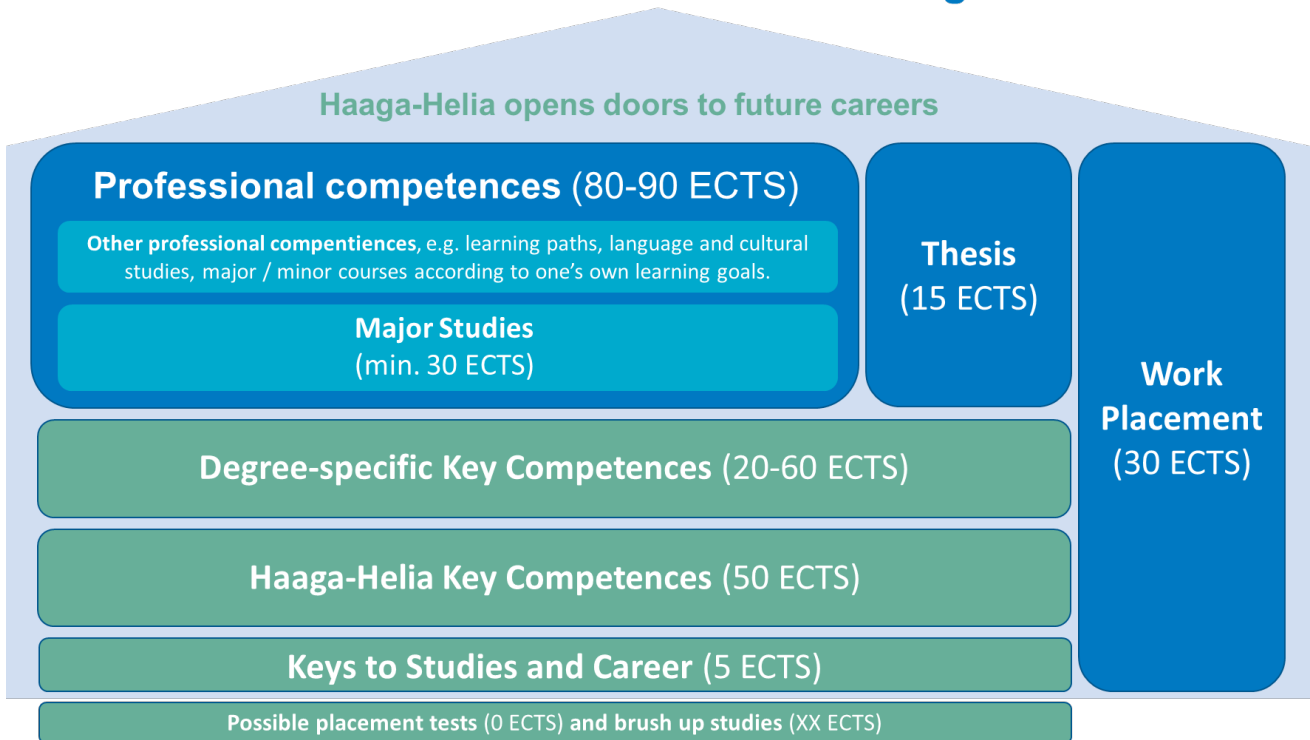 Haaga-Helia opens doors to future careers
Professional competences (80-90 ECTS)
Other professional compentiences, e.g. learning paths, language and cultural
studies, major / minor courses according to one's own learning goals.
Major Studies
(min. 30 ECTS)
Thesis
(15 ECTS)
Work
Placement
(30 ECTS)
Degree-specific Key Competences (20-60 ECTS)
Haaga-Helia Key Competences (50 ECTS)
Keys to Studies and Career (5 ECTS)
Possible placement tests (0 ECTS) and brush up studies (XX ECTS)